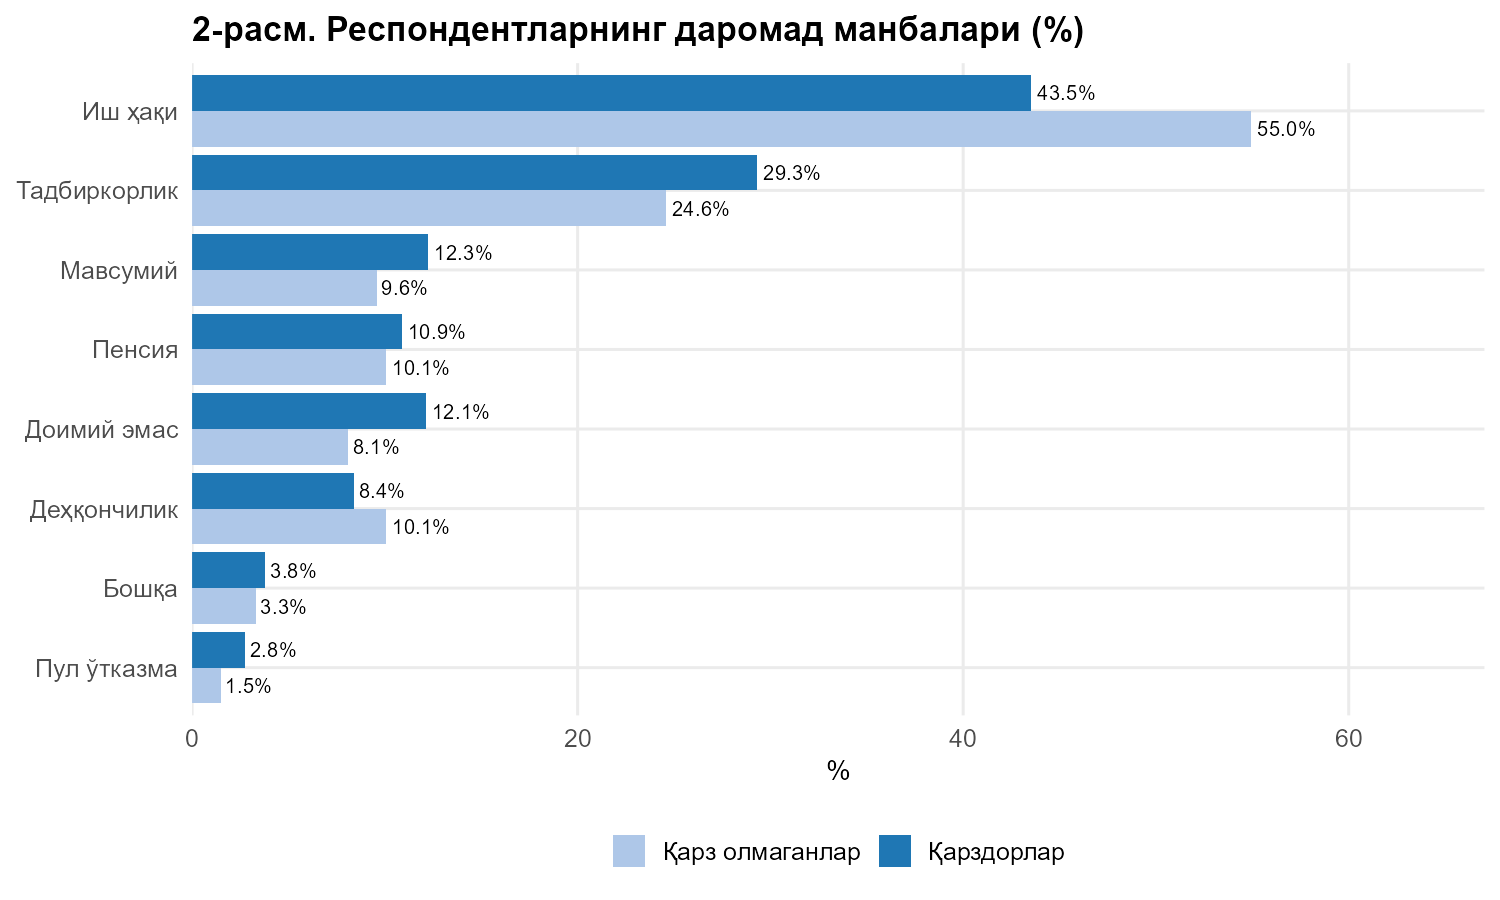 2-расм. Респондентларнинг даромад манбалари (%)
Иш ҳақи
43.5%
55.0%
Тадбиркорлик
29.3%
24.6%
Мавсумий
12.3%
9.6%
Пенсия
10.9%
10.1%
Доимий эмас
12.1%
8.1%
Деҳқончилик
8.4%
10.1%
Бошқа
3.8%
3.3%
Пул ўтказма
2.8%
1.5%
0 20 40 60
%
Қарз олмаганлар Қарздорлар